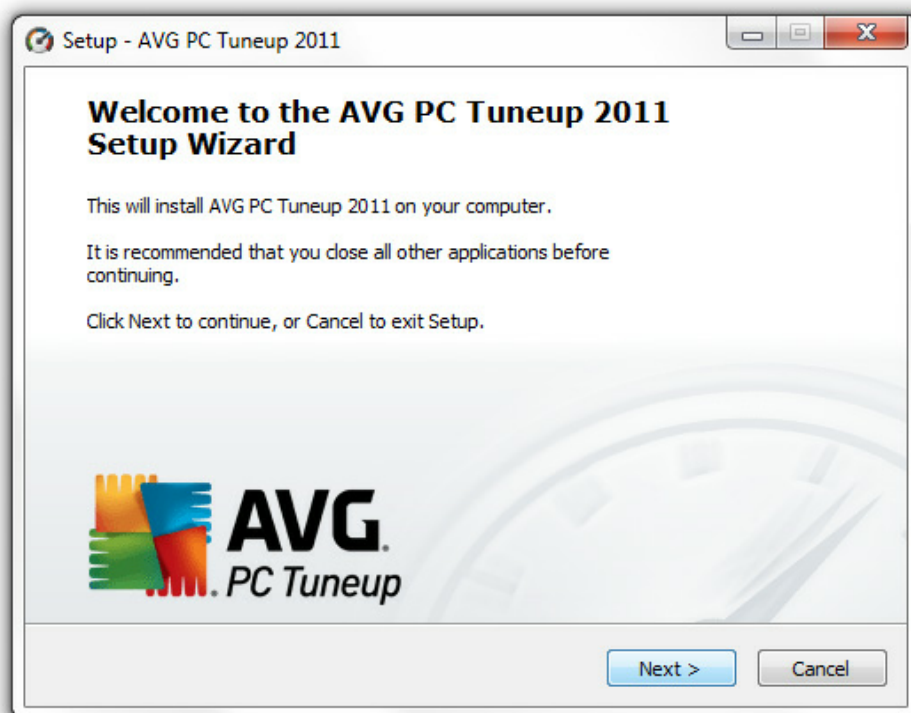 Setup - AVG PC Tuneup 2011
Welcome to the AVG PC Tuneup 2011
Setup Wizard
This will install AVG PC Tuneup 2011 on your computer.
It is recommended that you close all other applications before
continuing.
Click Next to continue, or Cancel to exit Setup.
AVG.
PC Tuneup
Next >
Cancel